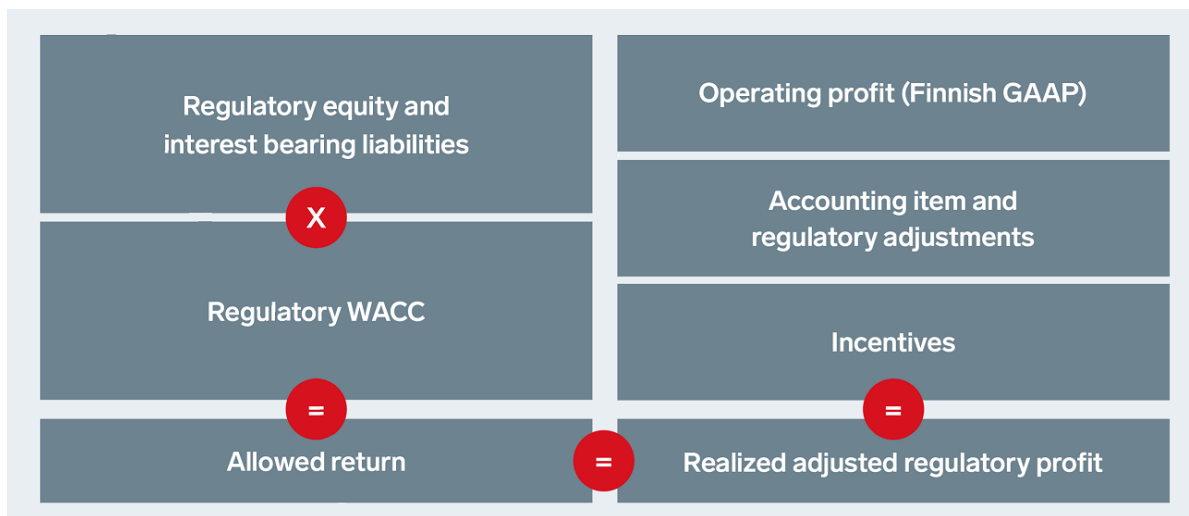 Regulatory equity and
interest bearing liabilities
X
Regulatory WACC
=
Allowed return
=
Operating profit (Finnish GAAP)
Accounting item and
regulatory adjustments
Incentives
=
Realized adjusted regulatory profit